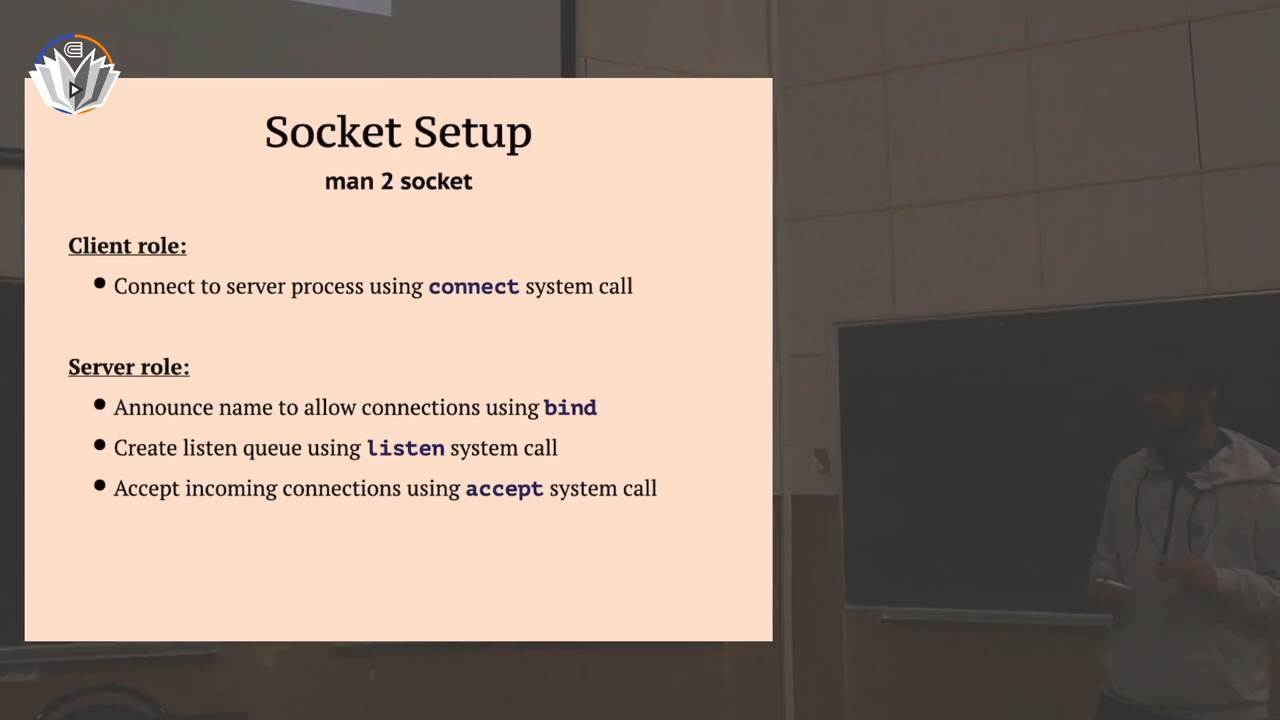 Socket Setup
man 2 socket
Client role:
● Connect to server process using connect system call
Server role:
● Announce name to allow connections using bind
● Create listen queue using listen system call
● Accept incoming connections using accept system call